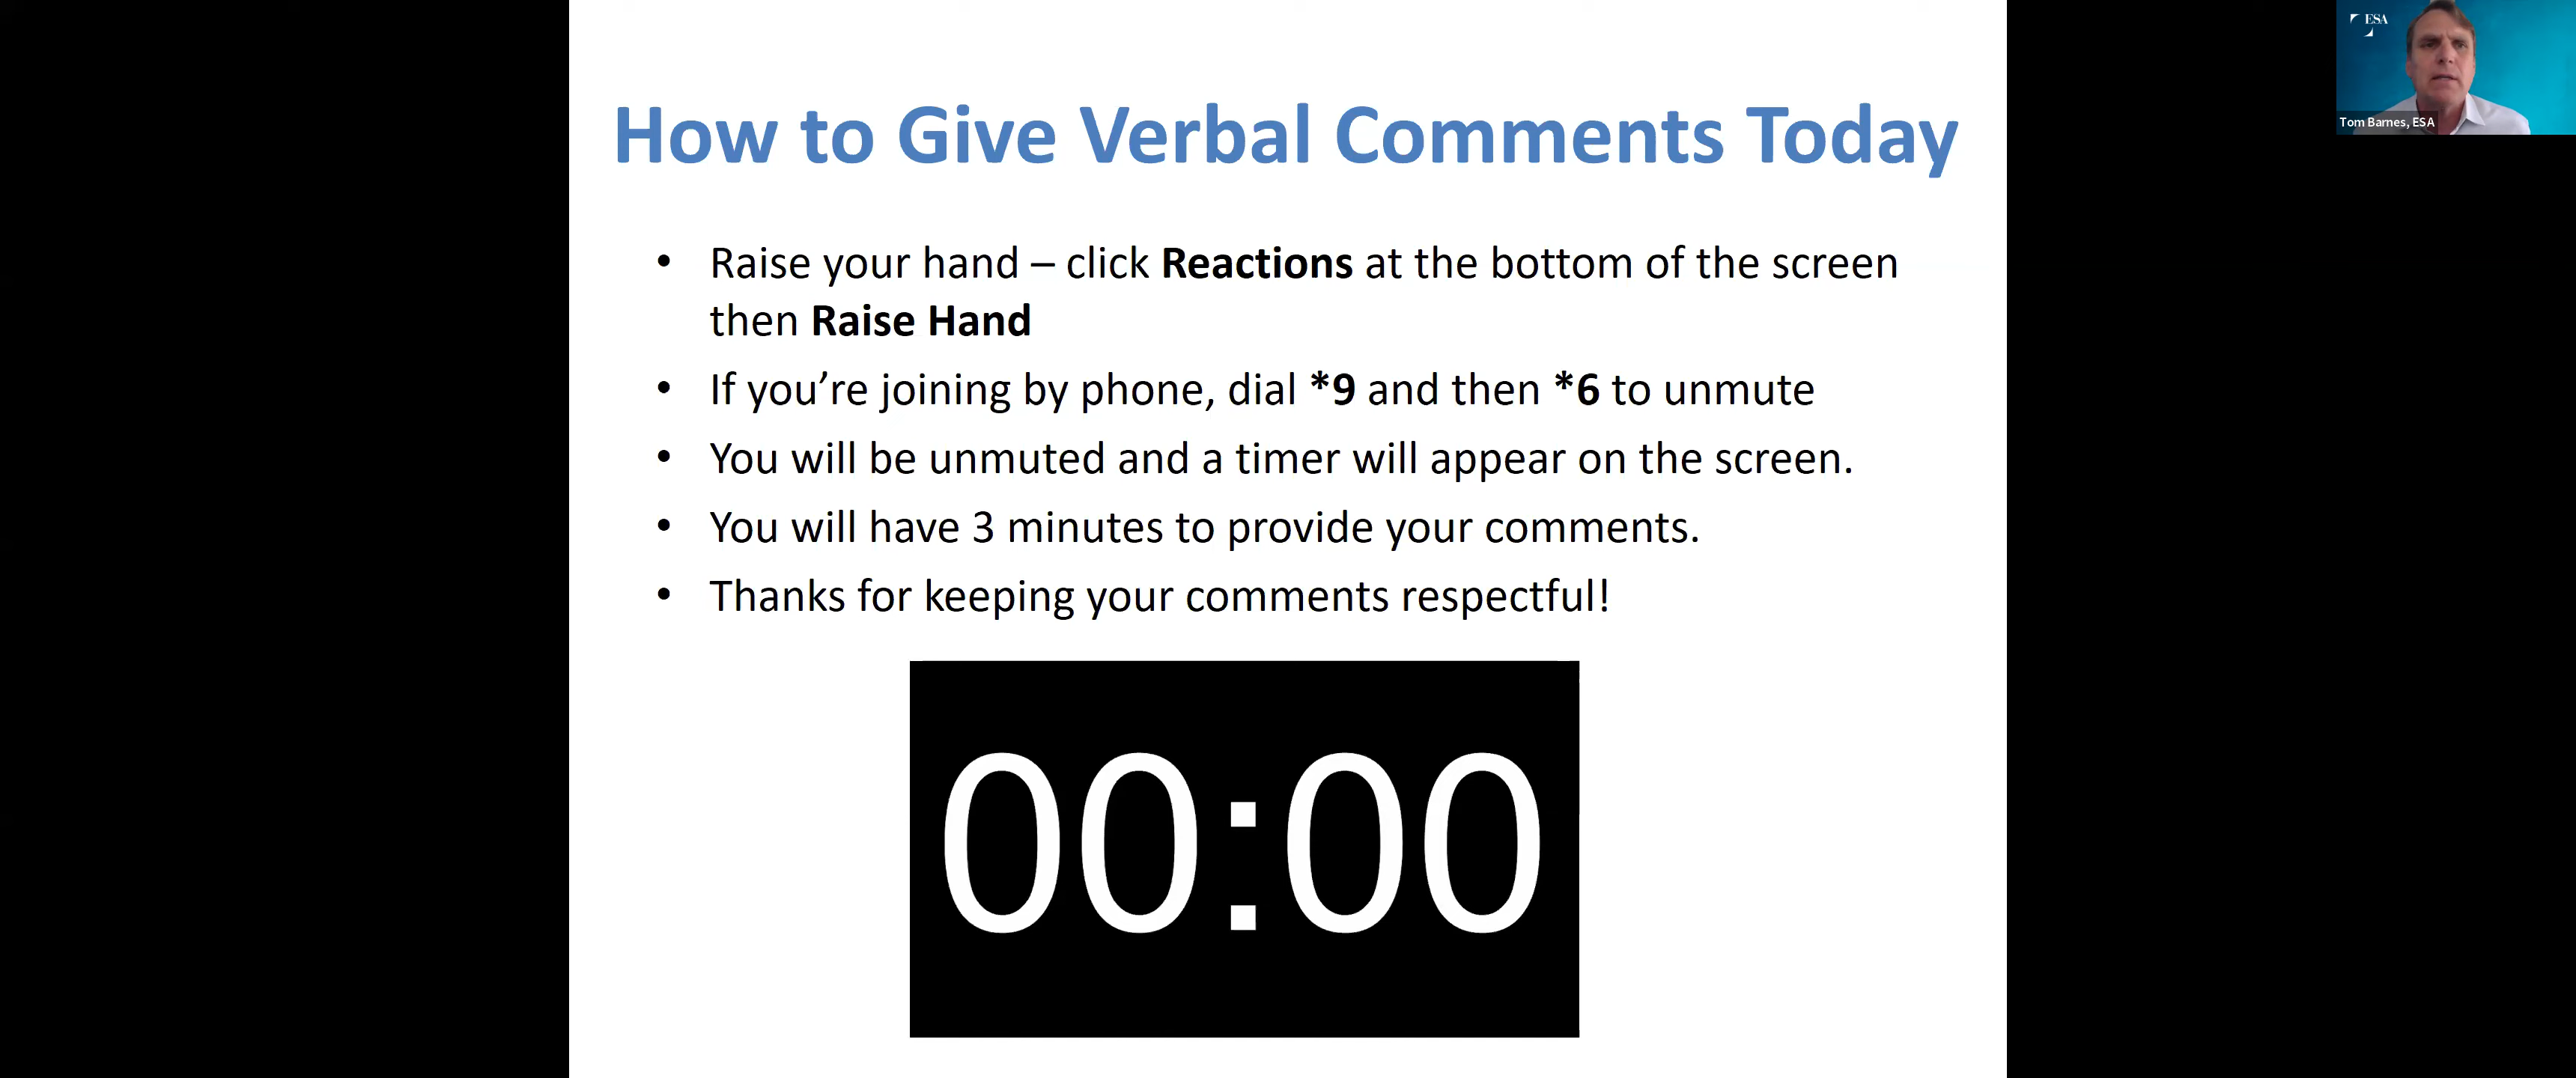 How to Give Verbal Comments Today
• Raise your hand – click Reactions at the bottom of the screen
then Raise Hand
• If you’re joining by phone, dial *9 and then *6 to unmute
• You will be unmuted and a timer will appear on the screen.
• You will have 3 minutes to provide your comments.
• Thanks for keeping your comments respectful!
00:00
ESA
Tom Barnes, ESA